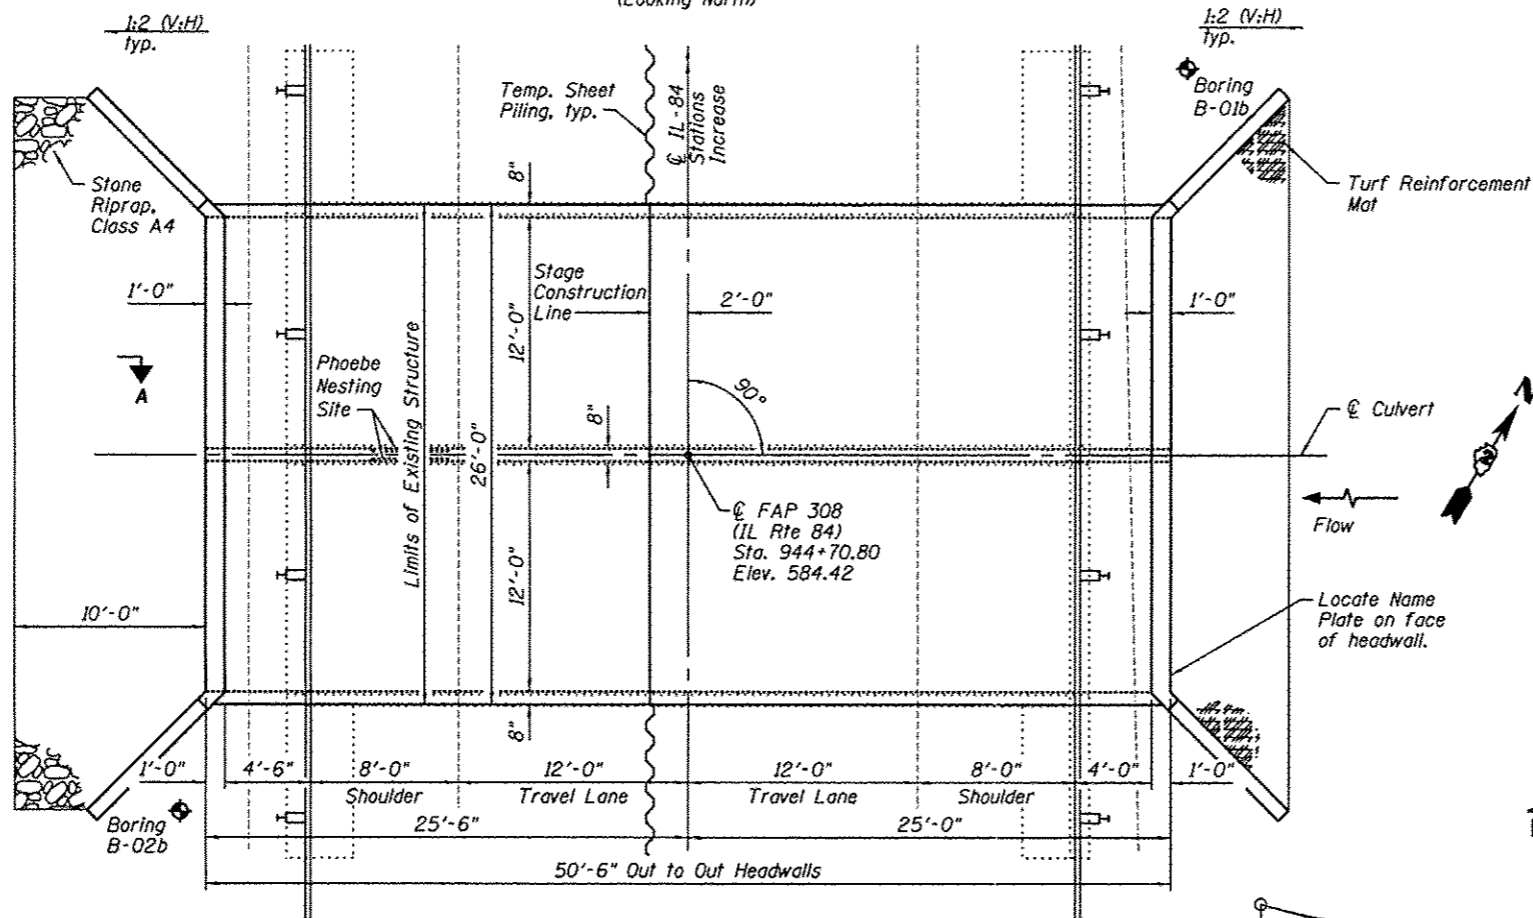 (Looking North)
1:2 (V:H)
typ.
1:2 (V:H)
typ.
Temp. Sheet
Piling, typ.
℄ IL-84
Stations
Increase
Boring
B-01b
Stone
Riprap,
Class A4
8"
Turf Reinforcement
Mat
1'-0"
Stage
Construction
Line
2'-0"
1'-0"
12'-0"
Limits of Existing Structure
26'-0"
A
Phoebe
Nesting
Site
90°
8"
℄ Culvert
℄ FAP 308
(IL Rte 84)
Sta. 944+70.80
Elev. 584.42
Flow
12'-0"
10'-0"
Locate Name
Plate on face
of headwall.
8"
1'-0"
4'-6"
8'-0"
12'-0"
12'-0"
8'-0"
4'-0"
1'-0"
Shoulder
Travel Lane
Travel Lane
Shoulder
Boring
B-02b
25'-6"
25'-0"
50'-6" Out to Out Headwalls